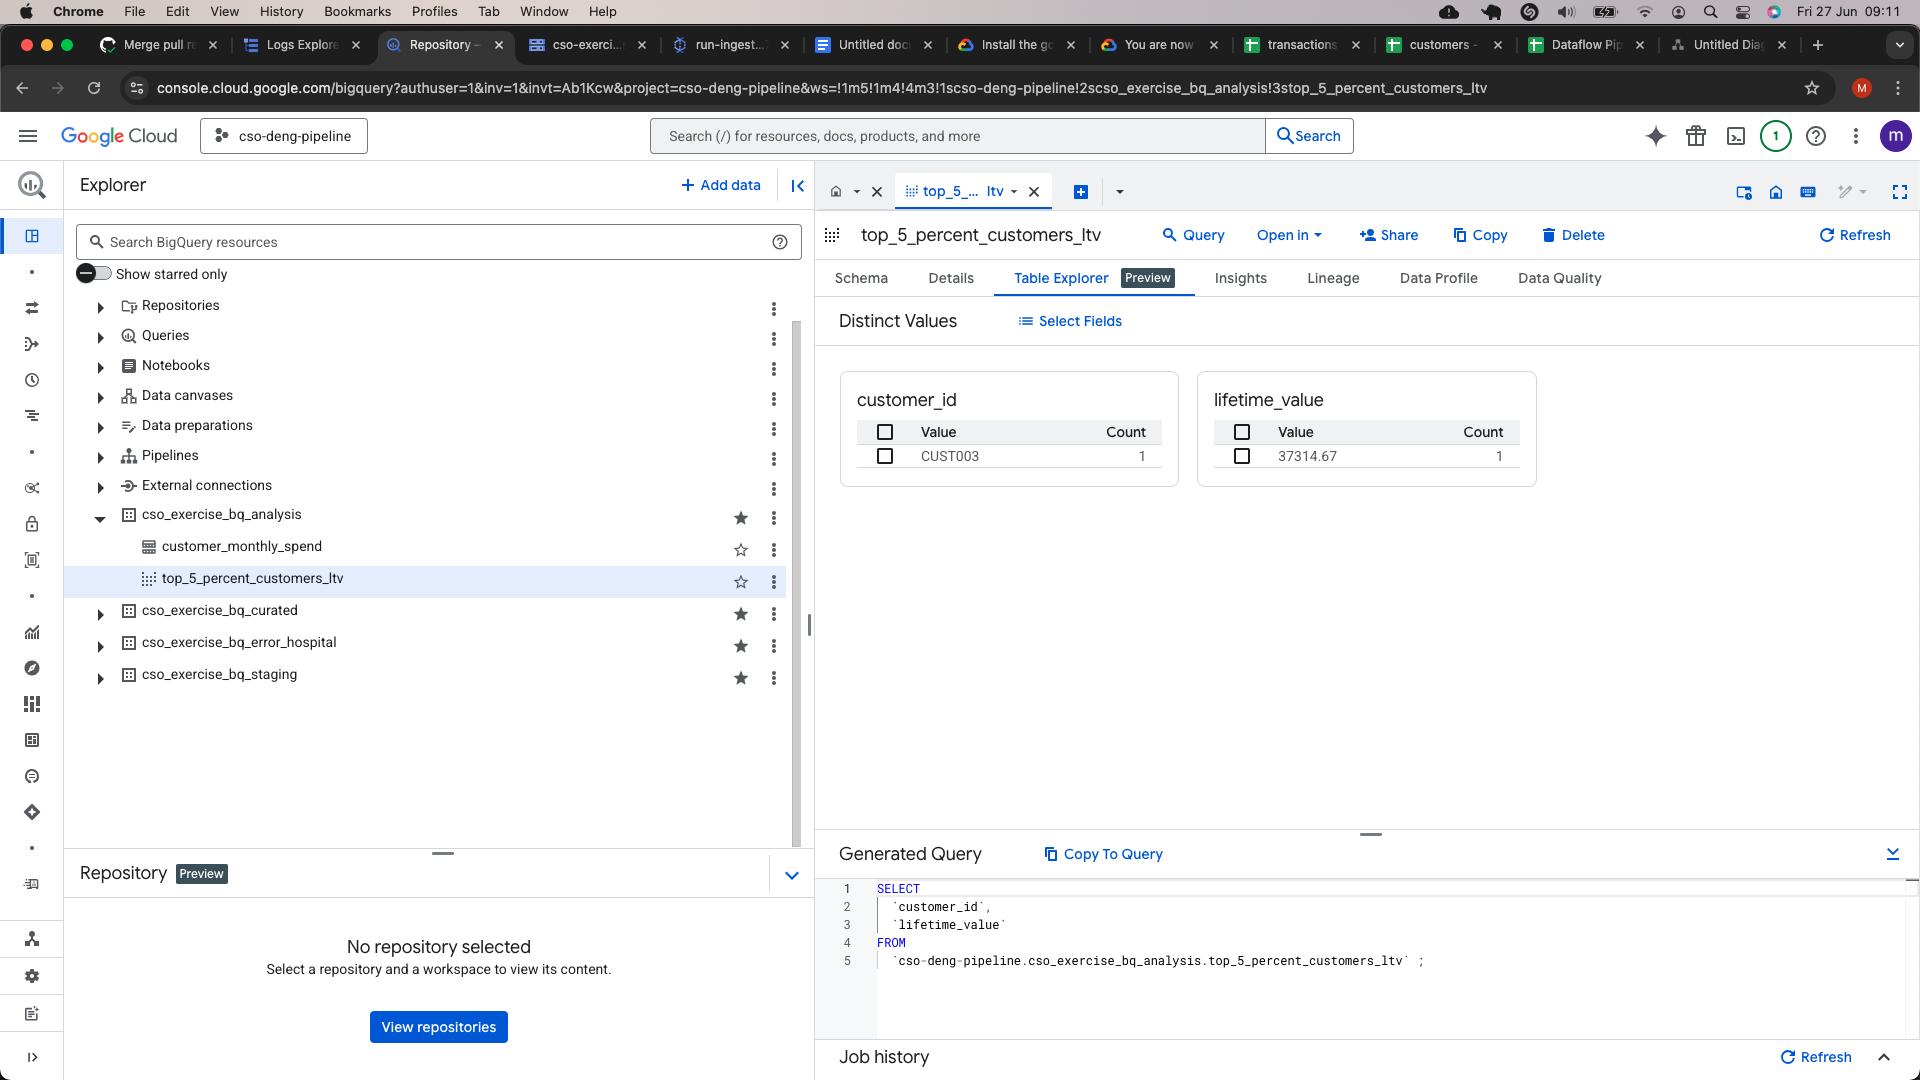 Chrome File Edit View History Bookmarks Profiles Tab Window Help Fri 27 Jun 09:11
Merge pull re Logs Explore Repository – cso-exerci... run-ingest... Untitled doc Install the gc You are now transactions customers - Dataflow Pip Untitled Dia
console.cloud.google.com/bigquery?authuser=1&inv=1&invt=Ab1Kcw&project=cso-deng-pipeline&ws=!1m5!1m4!4m3!1scso-deng-pipeline!2scso_exercise_bq_analysis!3stop_5_percent_customers_ltv M
Google Cloud cso-deng-pipeline Search (/) for resources, docs, products, and more Search 1 m
Explorer + Add data
top_5_... ltv
Search BigQuery resources
Show starred only
Repositories
Queries
Notebooks
Data canvases
Data preparations
Pipelines
External connections
cso_exercise_bq_analysis
customer_monthly_spend
top_5_percent_customers_ltv
cso_exercise_bq_curated
cso_exercise_bq_error_hospital
cso_exercise_bq_staging
Repository Preview
No repository selected
Select a repository and a workspace to view its content.
View repositories
top_5_percent_customers_ltv Query Open in Share Copy Delete Refresh
Schema Details Table Explorer Preview Insights Lineage Data Profile Data Quality
Distinct Values Select Fields
customer_id
Value Count
CUST003 1
lifetime_value
Value Count
37314.67 1
Generated Query Copy To Query
1 SELECT
2 `customer_id`,
3 `lifetime_value`
4 FROM
5 `cso-deng-pipeline.cso_exercise_bq_analysis.top_5_percent_customers_ltv` ;
Job history Refresh